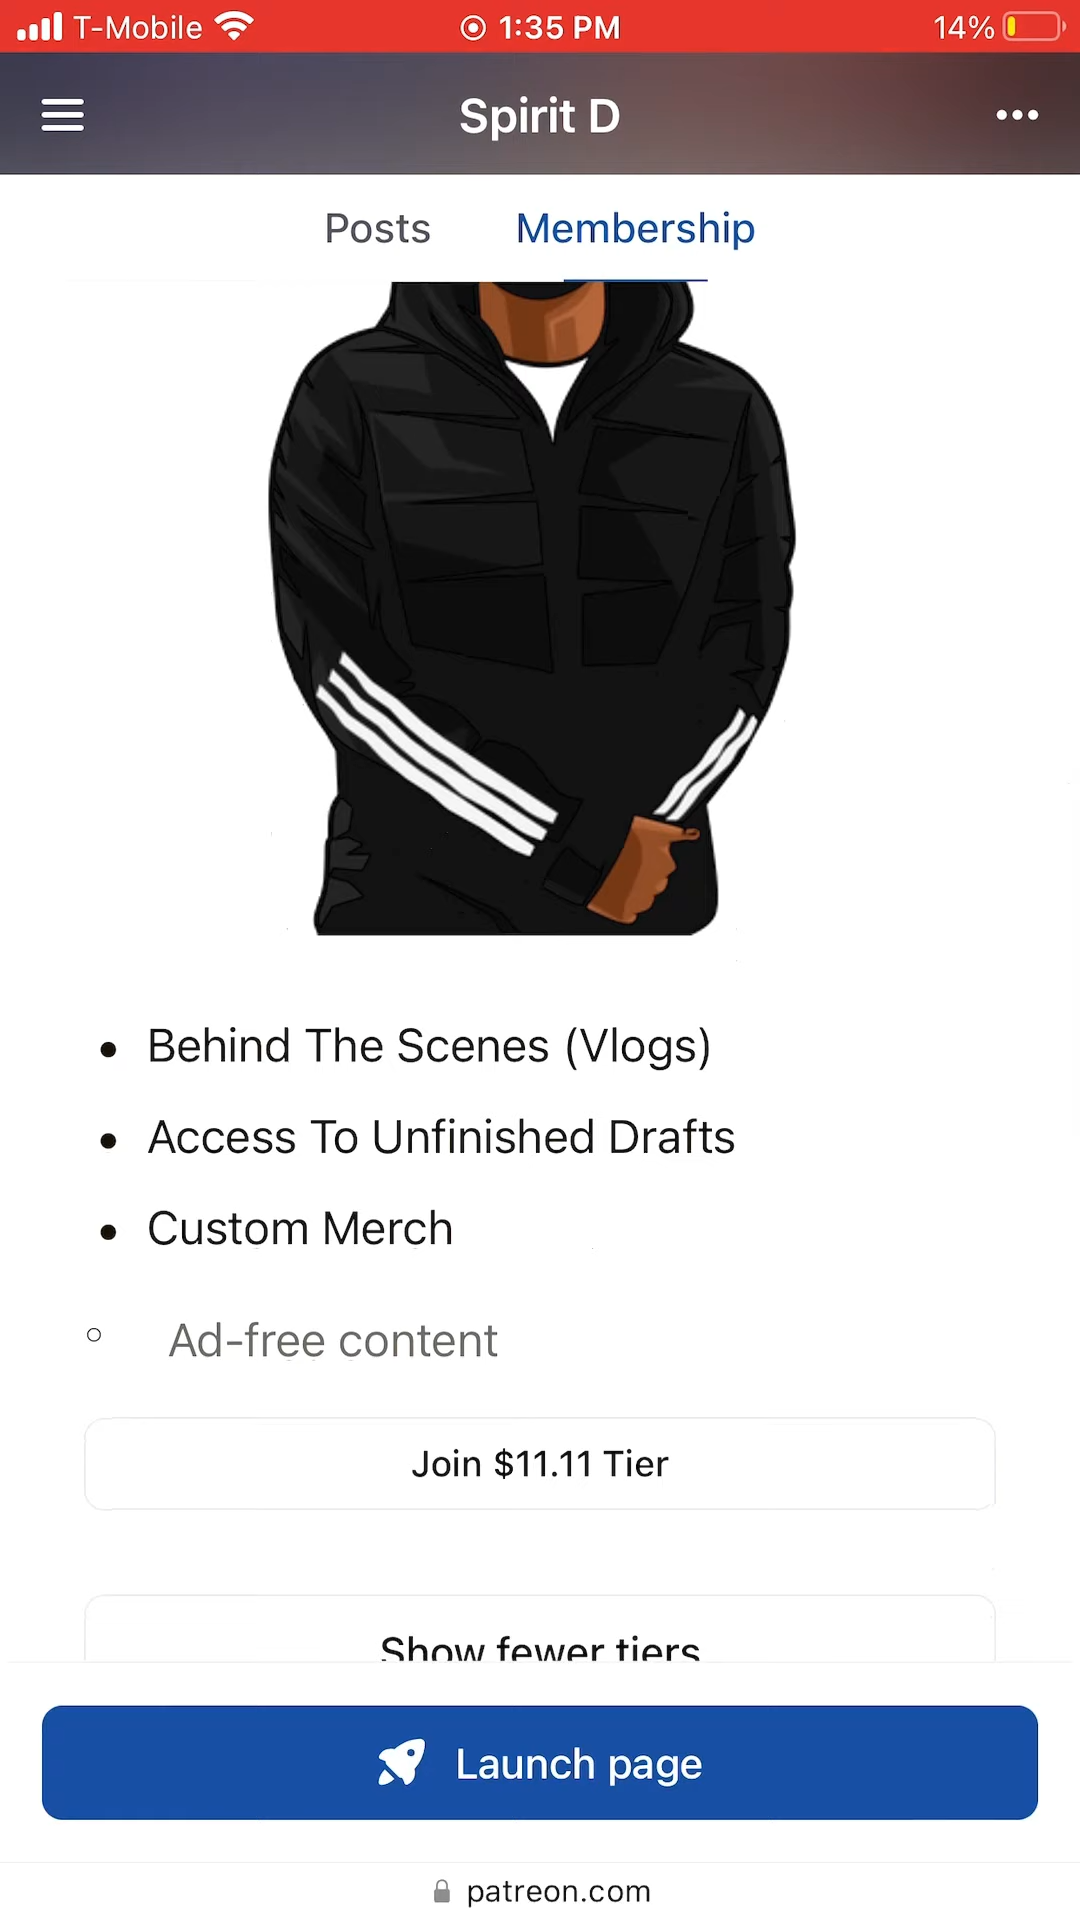 T-Mobile 1:35 PM 14%
Spirit D
Posts Membership
Behind The Scenes (Vlogs)
Access To Unfinished Drafts
Custom Merch
Ad-free content
Join $11.11 Tier
Show fewer tiers
Launch page
patreon.com